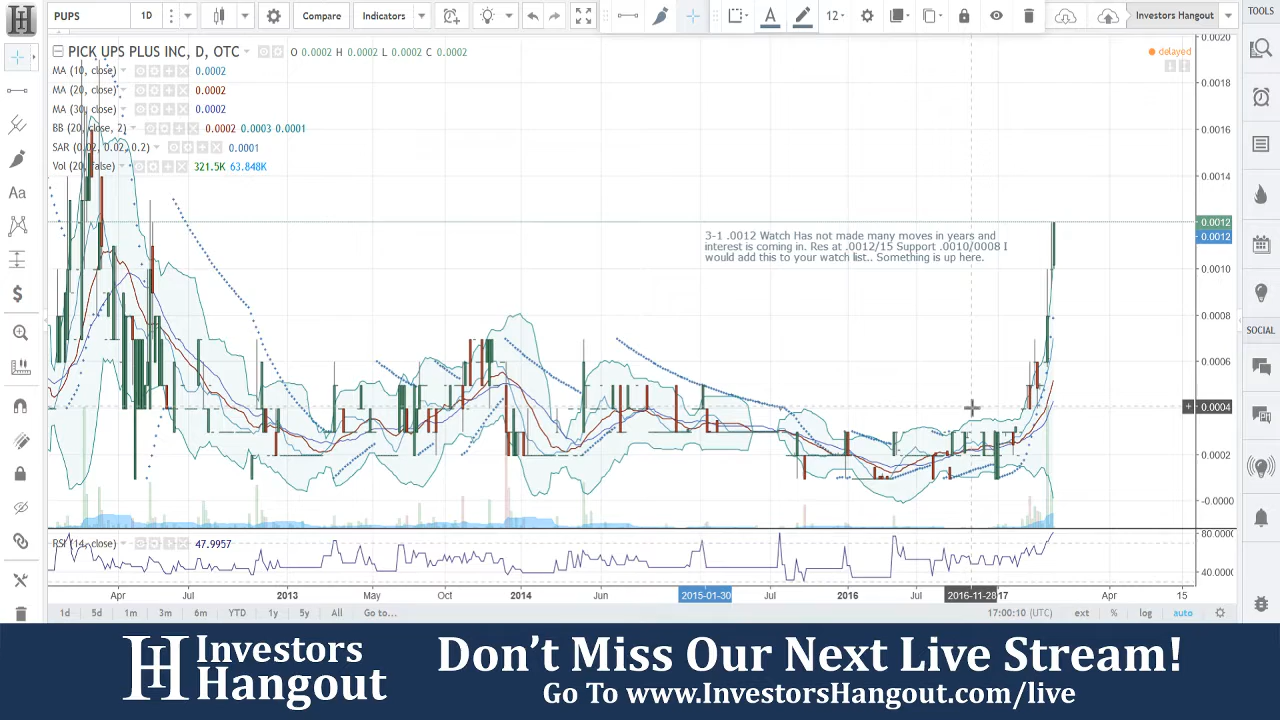 PUPS 1D Compare Indicators 12 Investors Hangout TOOLS
PICK UPS PLUS INC, D, OTC O 0.0002 H 0.0002 L 0.0002 C 0.0002
delayed
MA (10, close) 0.0002
MA (20, close) 0.0002
MA (30, close) 0.0002
BB (20, close, 2) 0.0002 0.0003 0.0001
SAR (0.02, 0.02, 0.2) 0.0001
Vol (20, false) 321.5K 63.848K
3-1 .0012 Watch Has not made many moves in years and
interest is coming in. Res at .0012/15 Support .0010/0008 I
would add this to your watch list.. Something is up here.
0.0020
0.0018
0.0016
0.0014
0.0012
0.0012
0.0010
0.0008
0.0006
0.0004
0.0002
-0.0000
SOCIAL
Aa
$
RSI (14, close) 47.9957
80.0000
40.0000
Apr Jul 2013 May Oct 2014 Jun 2015-01-30 Jul 2016 Jul 2016-11-28 17 Apr 15
1d 5d 1m 3m 6m YTD 1y 5y All Go to... 17:00:10 (UTC) ext % log auto
Investors
Hangout
Don't Miss Our Next Live Stream!
Go To www.InvestorsHangout.com/live